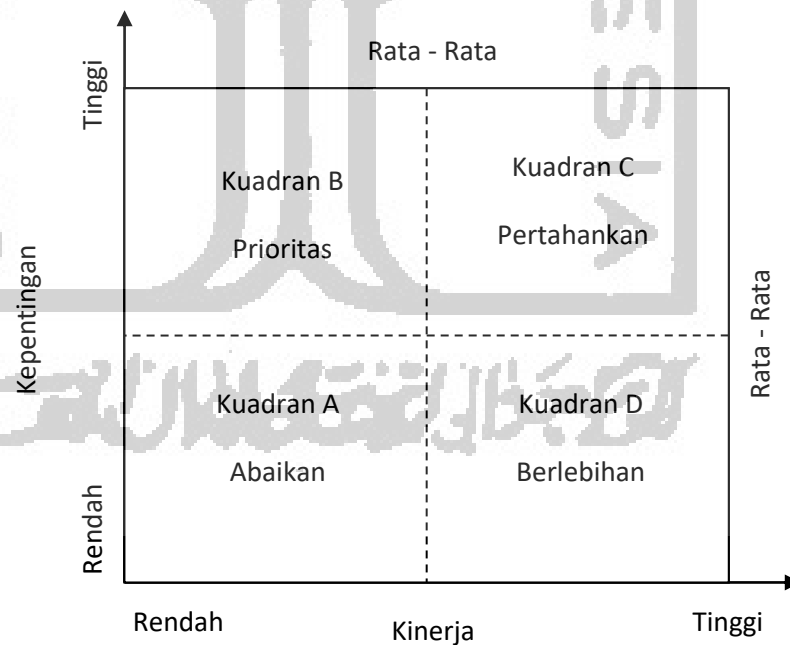 Rata - Rata
Tinggi
Kuadran B
Kuadran C
Prioritas
Pertahankan
Kepentingan
Rata - Rata
Kuadran A
Kuadran D
Abaikan
Berlebihan
Rendah
Rendah
Kinerja
Tinggi